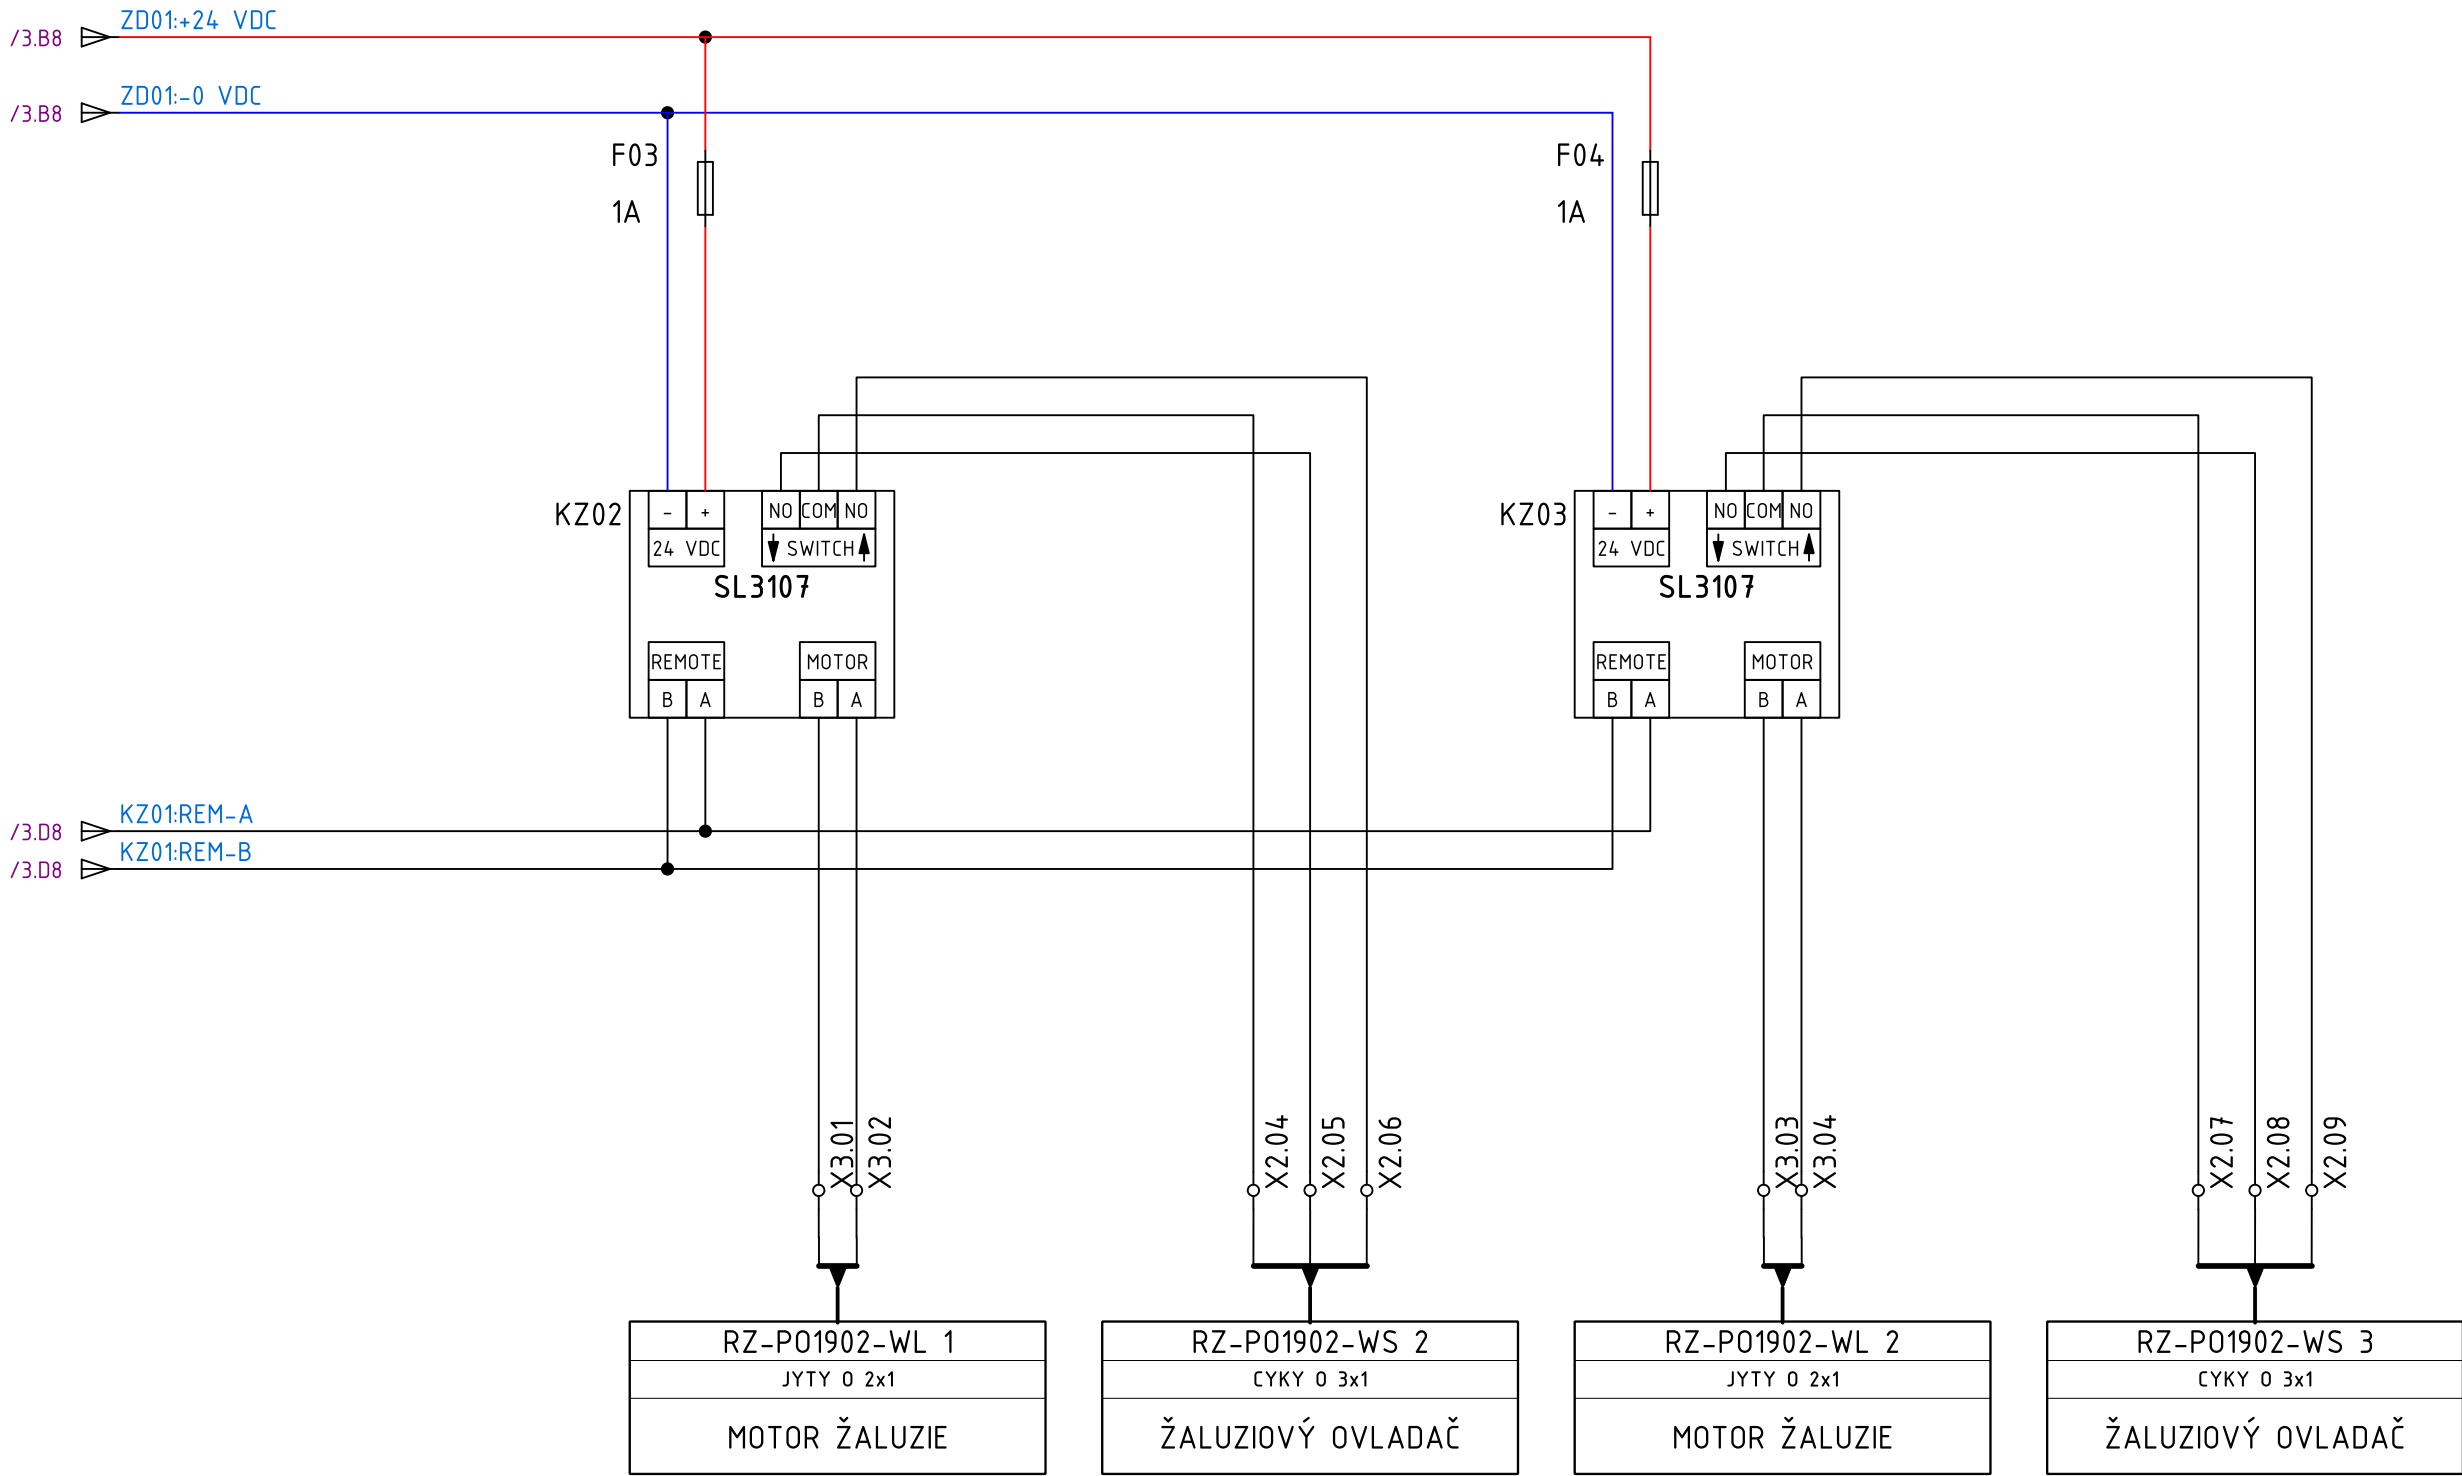 ZD01:+24 VDC
/3.B8
ZD01:-0 VDC
/3.B8
F03
1A
F04
1A
KZ02
- + NO COM NO
24 VDC SWITCH
SL3107
REMOTE MOTOR
B A B A
KZ03
- + NO COM NO
24 VDC SWITCH
SL3107
REMOTE MOTOR
B A B A
KZ01:REM-A
/3.D8
KZ01:REM-B
/3.D8
X3.01
X3.02
X2.04
X2.05
X2.06
X3.03
X3.04
X2.07
X2.08
X2.09
RZ-PO1902-WL 1
JYTY O 2x1
MOTOR ŽALUZIE
RZ-PO1902-WS 2
CYKY O 3x1
ŽALUZIOVÝ OVLADAČ
RZ-PO1902-WL 2
JYTY O 2x1
MOTOR ŽALUZIE
RZ-PO1902-WS 3
CYKY O 3x1
ŽALUZIOVÝ OVLADAČ